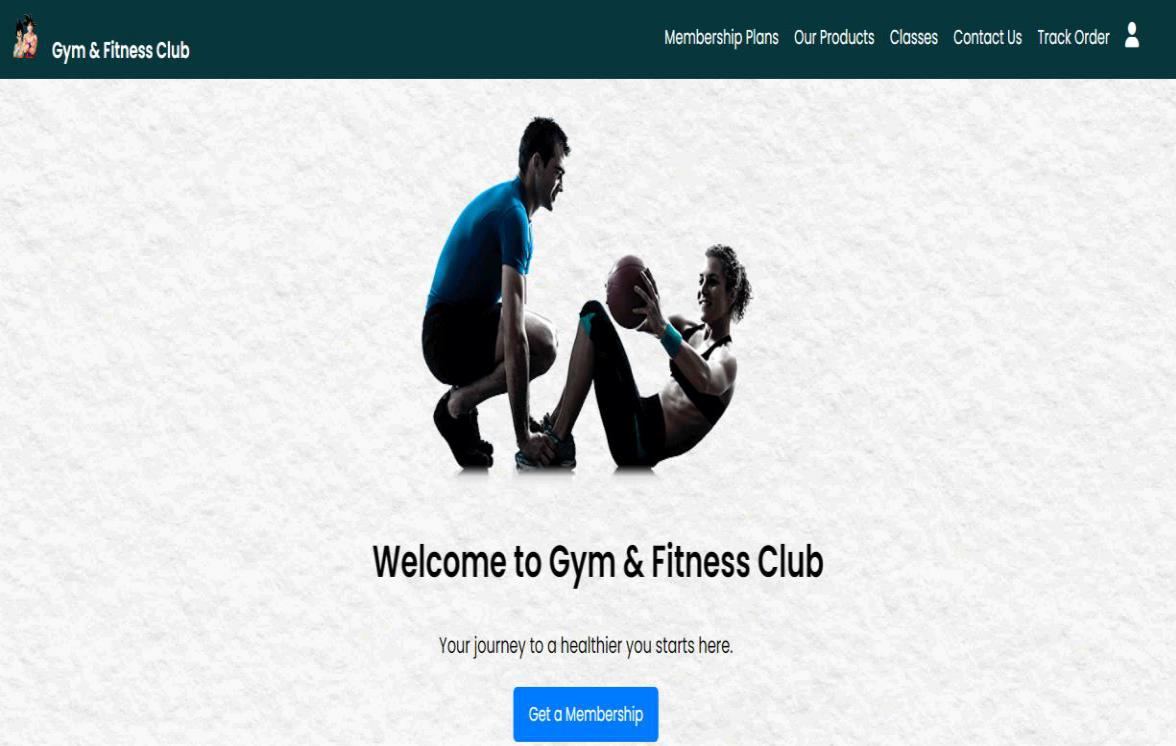 Gym & Fitness Club
Membership Plans Our Products Classes Contact Us Track Order
Welcome to Gym & Fitness Club
Your journey to a healthier you starts here.
Get a Membership